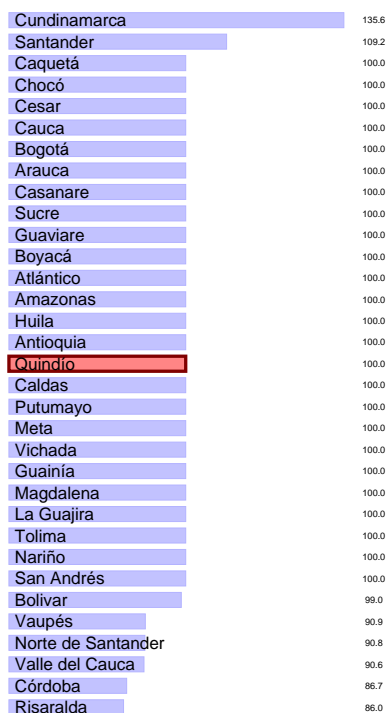 Cundinamarca 135.6
Santander 109.2
Caquetá 100.0
Chocó 100.0
Cesar 100.0
Cauca 100.0
Bogotá 100.0
Arauca 100.0
Casanare 100.0
Sucre 100.0
Guaviare 100.0
Boyacá 100.0
Atlántico 100.0
Amazonas 100.0
Huila 100.0
Antioquia 100.0
Quindío 100.0
Caldas 100.0
Putumayo 100.0
Meta 100.0
Vichada 100.0
Guainía 100.0
Magdalena 100.0
La Guajira 100.0
Tolima 100.0
Nariño 100.0
San Andrés 100.0
Bolivar 99.0
Vaupés 90.9
Norte de Santander 90.8
Valle del Cauca 90.6
Córdoba 86.7
Risaralda 86.0